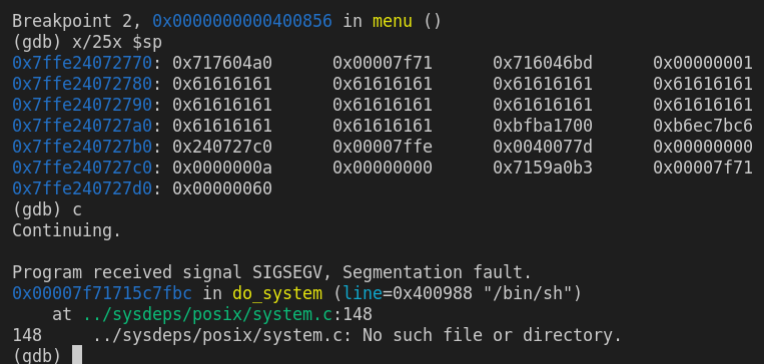 Breakpoint 2, 0x0000000000400856 in menu ()
(gdb) x/25x $sp
0x7ffe24072770: 0x717604a0 0x00007f71 0x716046bd 0x00000001
0x7ffe24072780: 0x61616161 0x61616161 0x61616161 0x61616161
0x7ffe24072790: 0x61616161 0x61616161 0x61616161 0x61616161
0x7ffe240727a0: 0x61616161 0x61616161 0xbfba1700 0xb6ec7bc6
0x7ffe240727b0: 0x240727c0 0x00007ffe 0x0040077d 0x00000000
0x7ffe240727c0: 0x0000000a 0x00000000 0x7159a0b3 0x00007f71
0x7ffe240727d0: 0x00000060
(gdb) c
Continuing.
Program received signal SIGSEGV, Segmentation fault.
0x00007f71715c7fbc in do_system (line=0x400988 "/bin/sh")
at ../sysdeps/posix/system.c:148
148 ../sysdeps/posix/system.c: No such file or directory.
(gdb)